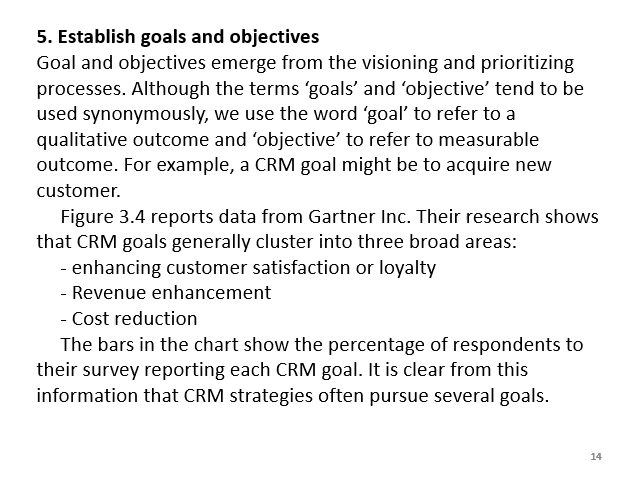 5. Establish goals and objectives
Goal and objectives emerge from the visioning and prioritizing
processes. Although the terms ‘goals’ and ‘objective’ tend to be
used synonymously, we use the word ‘goal’ to refer to a
qualitative outcome and ‘objective’ to refer to measurable
outcome. For example, a CRM goal might be to acquire new
customer.
Figure 3.4 reports data from Gartner Inc. Their research shows
that CRM goals generally cluster into three broad areas:
- enhancing customer satisfaction or loyalty
- Revenue enhancement
- Cost reduction
The bars in the chart show the percentage of respondents to
their survey reporting each CRM goal. It is clear from this
information that CRM strategies often pursue several goals.
14